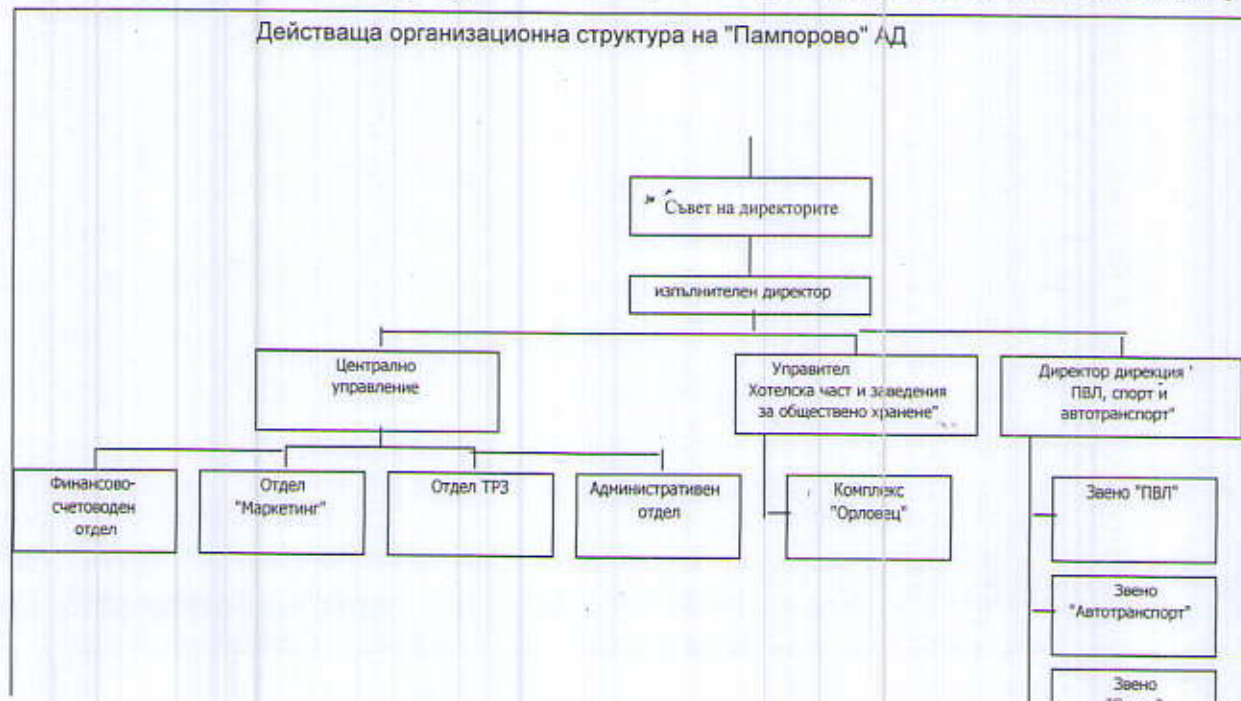 Действаща организационна структура на "Пампорово" АД
Съвет на директорите
изпълнителен директор
Централно
управление
Управител
Хотелска част и заведения
за обществено хранене"
Директор дирекция '
ПВЛ, спорт и
автотранспорт"
Финансово-
счетоводен
отдел
Отдел
"Маркетинг"
Отдел ТРЗ
Административен
отдел
Комплекс
"Орловец"
Звено "ПВЛ"
Звено
"Автотранспорт"
Звено